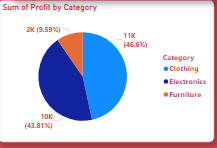 Sum of Profit by Category
2K (9.59%)
11K
(46.6%)
Category
Clothing
Electronics
Furniture
10K
(43.81%)